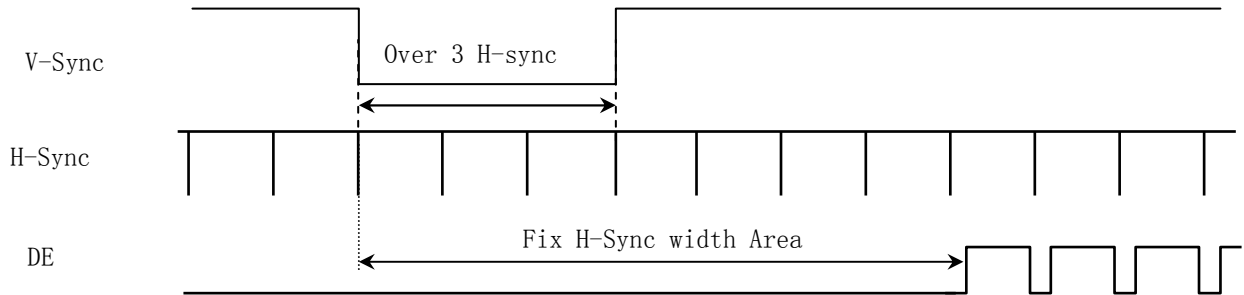 V-Sync
Over 3 H-sync
H-Sync
Fix H-Sync width Area
DE